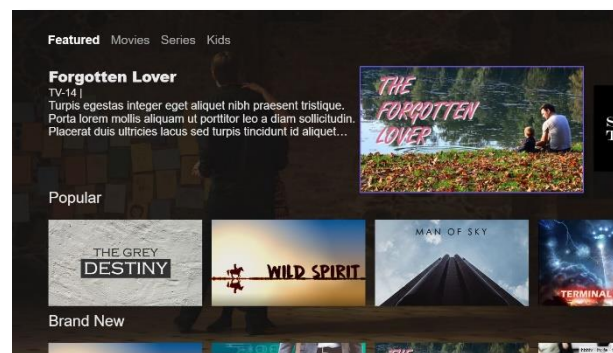 Featured Movies Series Kids
Forgotten Lover
TV-14 |
Turpis egestas integer eget aliquet nibh praesent tristique.
Porta lorem mollis aliquam ut porttitor leo a diam sollicitudin.
Placerat duis ultricies lacus sed turpis tincidunt id aliquet…
THE
FORGOTTEN
LOVER
Popular
THE GREY
DESTINY
WILD SPIRIT
MAN OF SKY
TERMINAL
Brand New